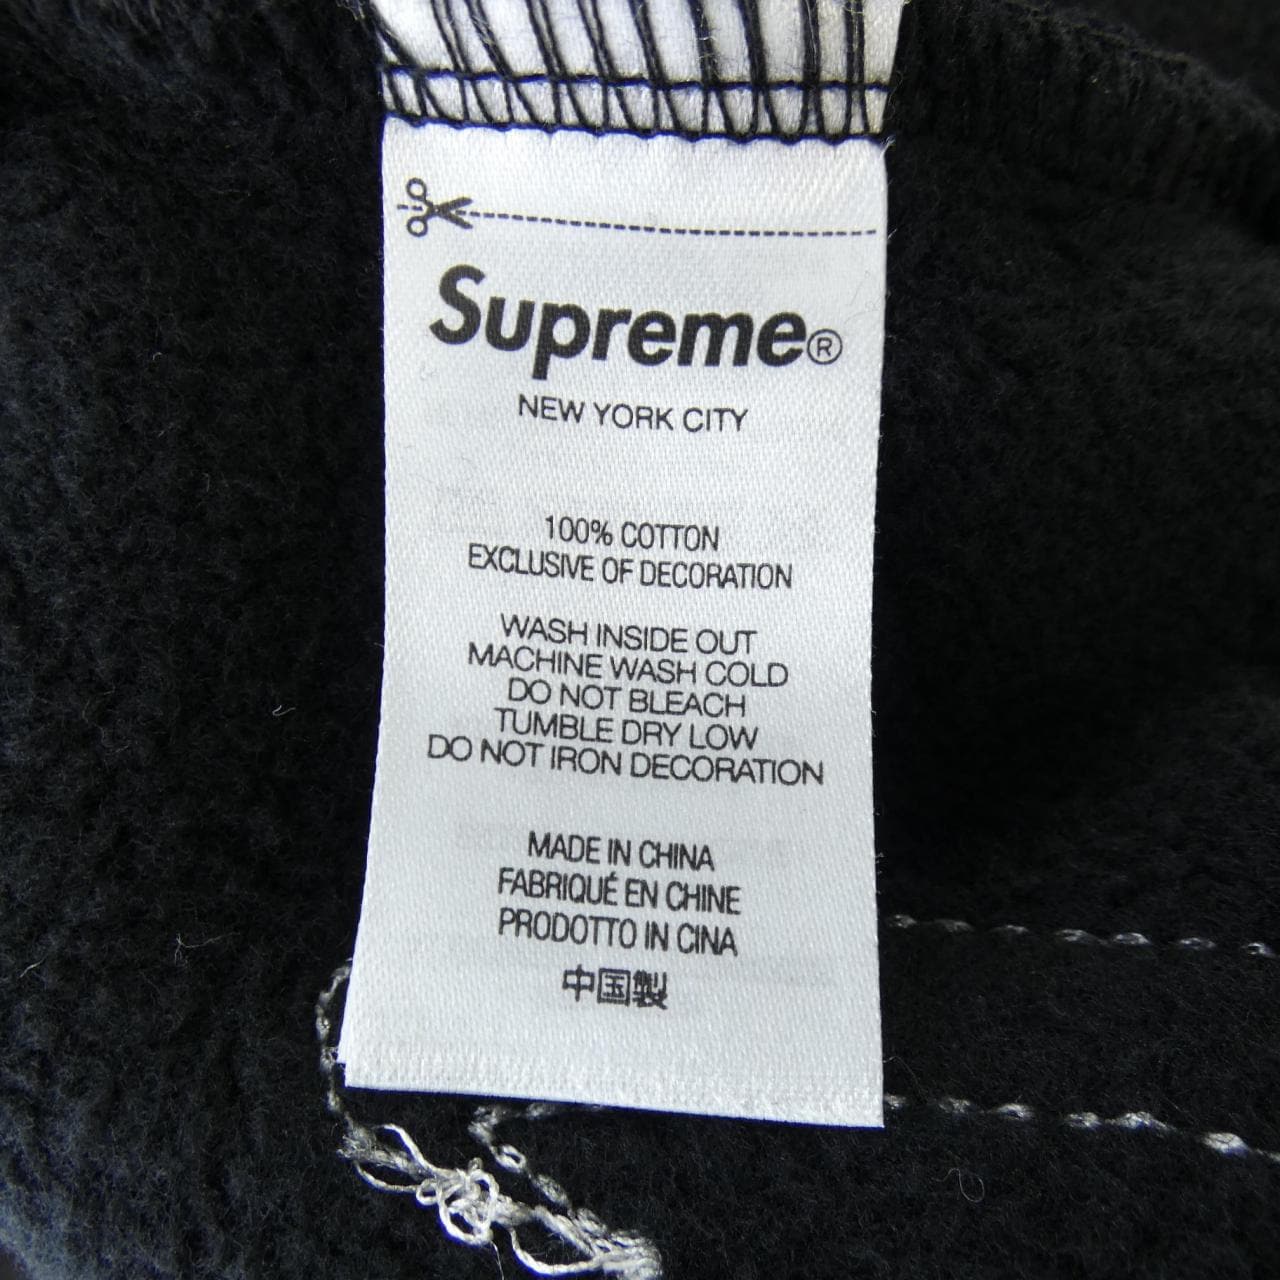 Supreme®
NEW YORK CITY
100% COTTON
EXCLUSIVE OF DECORATION
WASH INSIDE OUT
MACHINE WASH COLD
DO NOT BLEACH
TUMBLE DRY LOW
DO NOT IRON DECORATION
MADE IN CHINA
FABRIQUÉ EN CHINE
PRODOTTO IN CINA
中国製